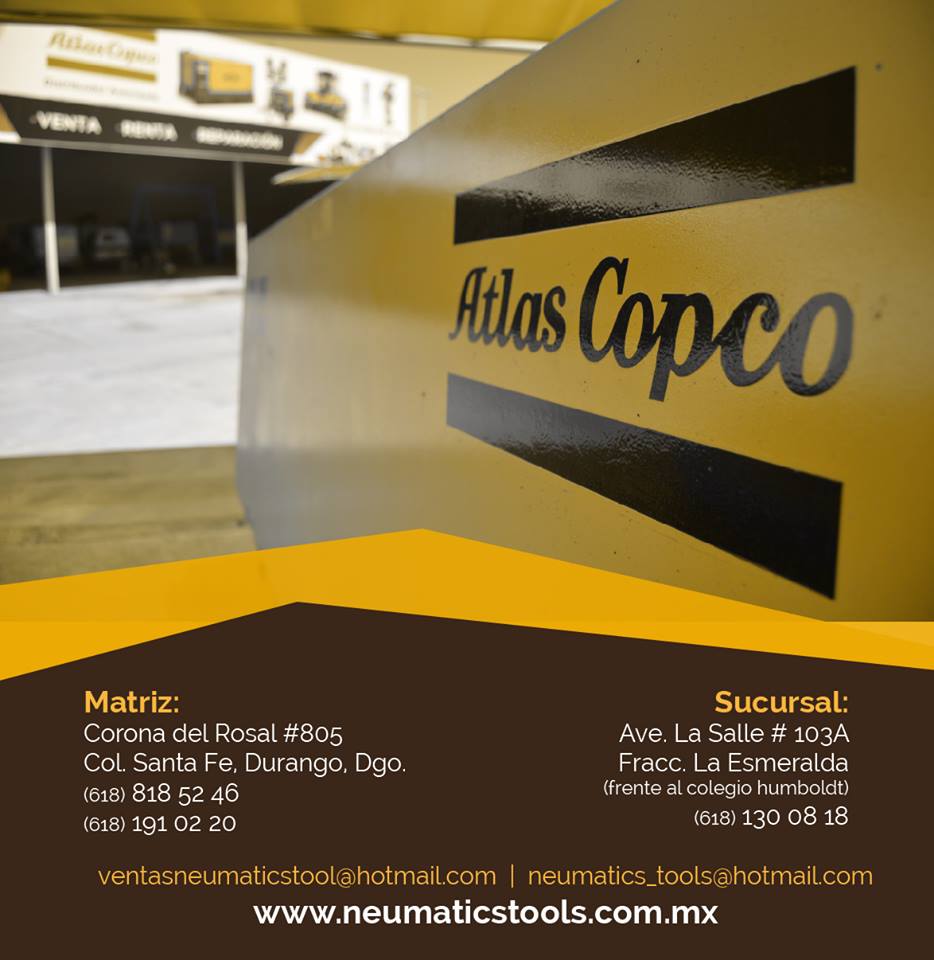 Atlas Copco
VENTA RENTA REPARACIÓN
Atlas Copco
Matriz:
Corona del Rosal #805
Col. Santa Fe, Durango, Dgo.
(618) 818 52 46
(618) 191 02 20
Sucursal:
Ave. La Salle # 103A
Fracc. La Esmeralda
(frente al colegio humboldt)
(618) 130 08 18
ventasneumaticstool@hotmail.com | neumatics_tools@hotmail.com
www.neumaticstools.com.mx